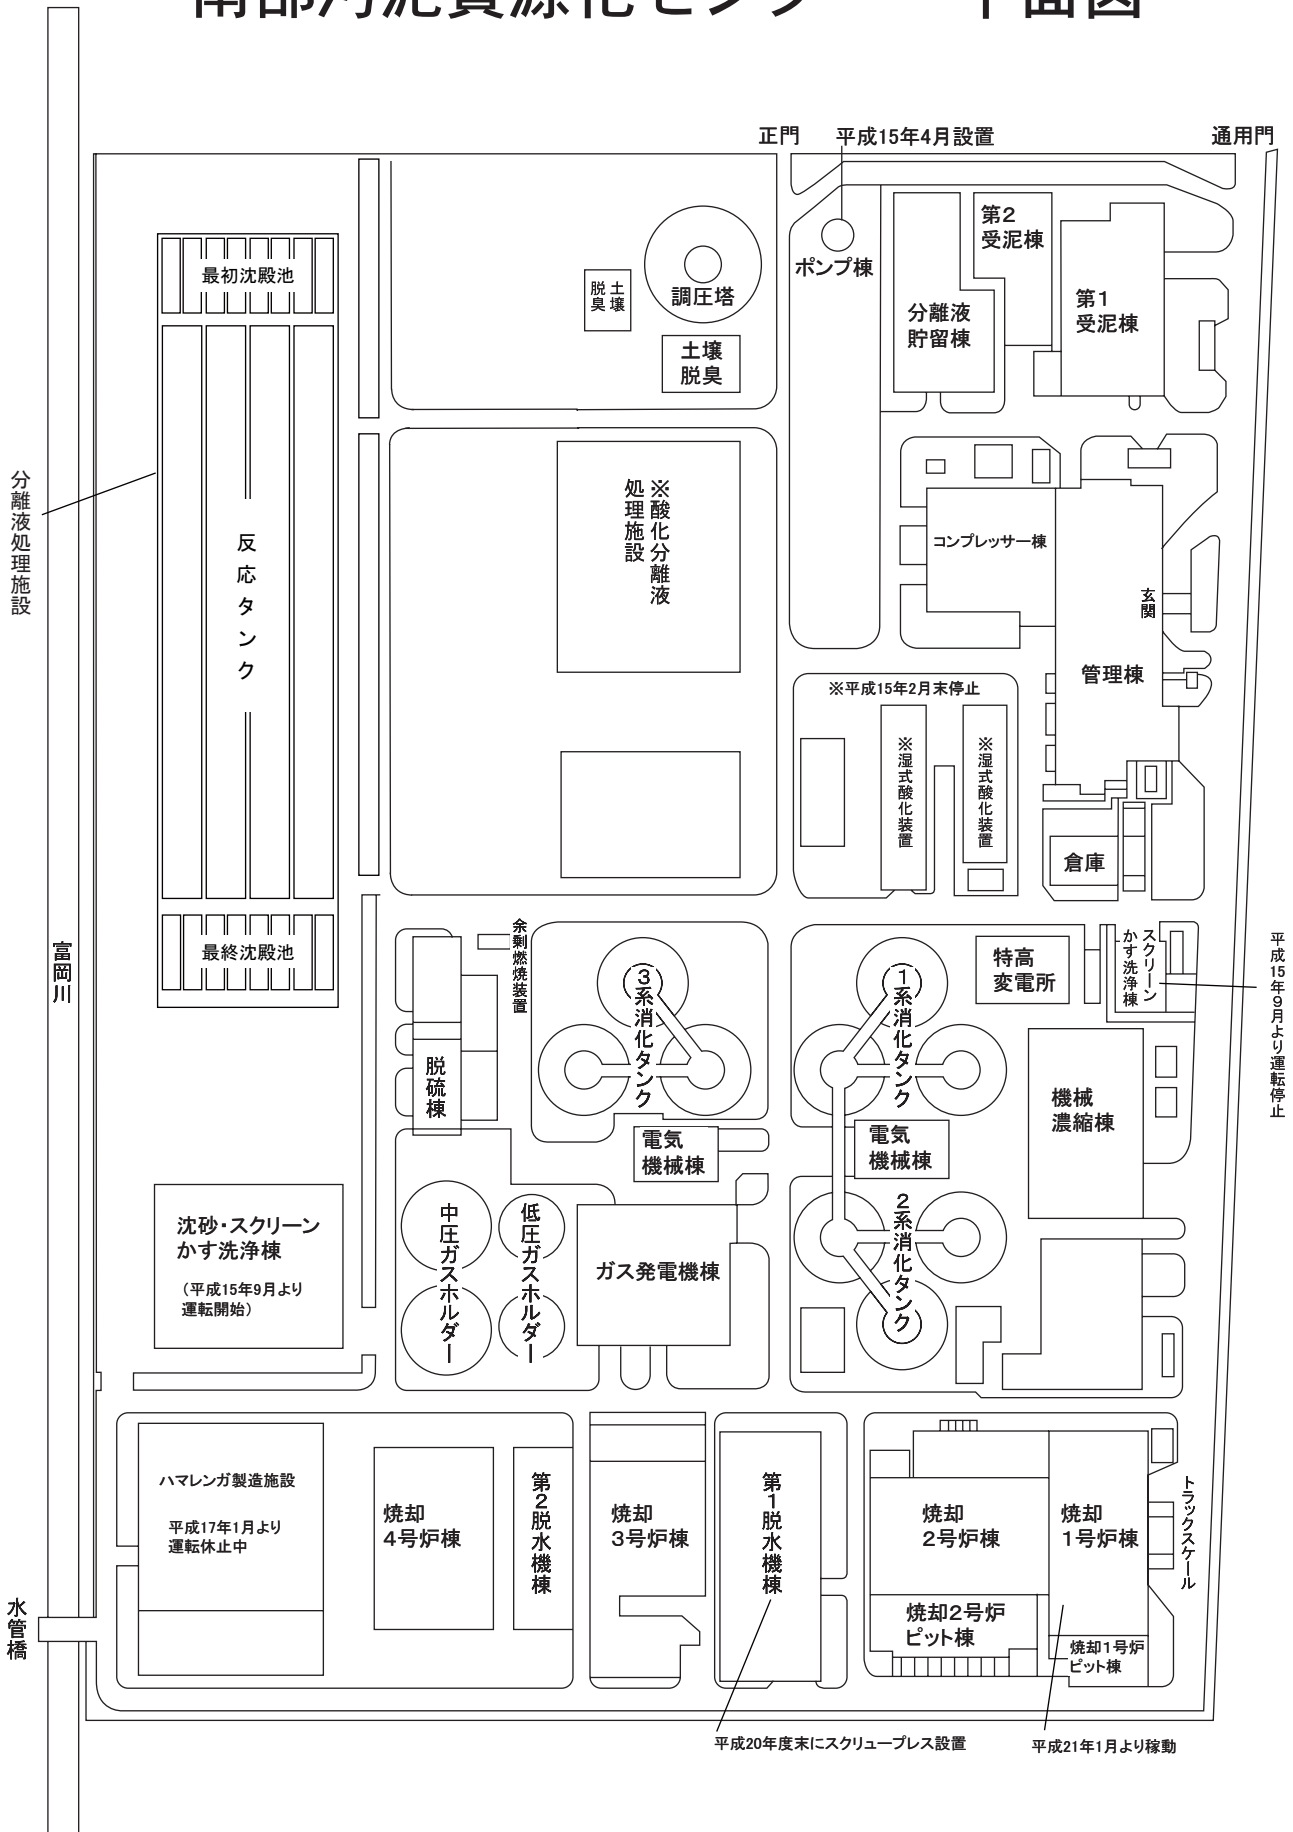 南部汚泥資源化センター　平面図
正門
平成15年4月設置
通用門
第2
受泥棟
ポンプ棟
最初沈殿池
土壌
脱臭
調圧塔
第1
受泥棟
分離液
貯留棟
土壌
脱臭
分離液処理施設
※酸化分離液
処理施設
反応タンク
コンプレッサー棟
玄関
管理棟
※平成15年2月末停止
※湿式酸化装置
※湿式酸化装置
倉庫
富岡川
最終沈殿池
余剰燃焼装置
3系消化タンク
1系消化タンク
特高
変電所
スクリーン
かす洗浄棟
平成15年9月より運転停止
脱硫棟
機械
濃縮棟
電気
機械棟
電気
機械棟
沈砂・スクリーン
かす洗浄棟
（平成15年9月より
運転開始）
中圧ガスホルダー
低圧ガスホルダー
ガス発電機棟
2系消化タンク
ハマレンガ製造施設
平成17年1月より
運転休止中
焼却
4号炉棟
第2脱水機棟
焼却
3号炉棟
第1脱水機棟
焼却
2号炉棟
焼却
1号炉棟
トラックスケール
水管橋
焼却2号炉
ピット棟
焼却1号炉
ピット棟
平成20年度末にスクリュープレス設置
平成21年1月より稼動